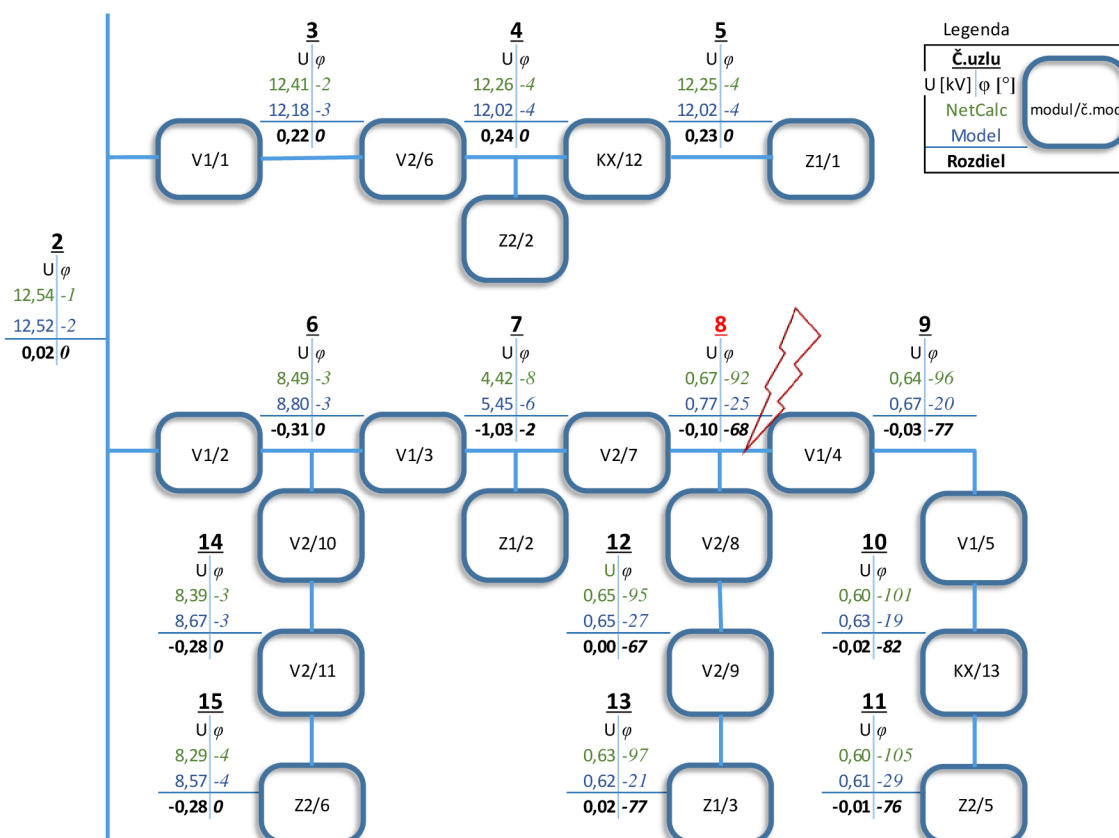 Legenda
Č.uzlu
U [kV] φ [°]
NetCalc
Model
Rozdiel
modul/č.moc
3
U φ
12,41 -2
12,18 -3
0,22 0
4
U φ
12,26 -4
12,02 -4
0,24 0
5
U φ
12,25 -4
12,02 -4
0,23 0
V1/1
V2/6
KX/12
Z1/1
Z2/2
2
U φ
12,54 -1
12,52 -2
0,02 0
6
U φ
8,49 -3
8,80 -3
-0,31 0
7
U φ
4,42 -8
5,45 -6
-1,03 -2
8
U φ
0,67 -92
0,77 -25
-0,10 -68
9
U φ
0,64 -96
0,67 -20
-0,03 -77
V1/2
V1/3
V2/7
V1/4
V2/10
Z1/2
V2/8
V1/5
14
U φ
8,39 -3
8,67 -3
-0,28 0
12
U φ
0,65 -95
0,65 -27
0,00 -67
10
U φ
0,60 -101
0,63 -19
-0,02 -82
V2/11
V2/9
KX/13
15
U φ
8,29 -4
8,57 -4
-0,28 0
13
U φ
0,63 -97
0,62 -21
0,02 -77
11
U φ
0,60 -105
0,61 -29
-0,01 -76
Z2/6
Z1/3
Z2/5